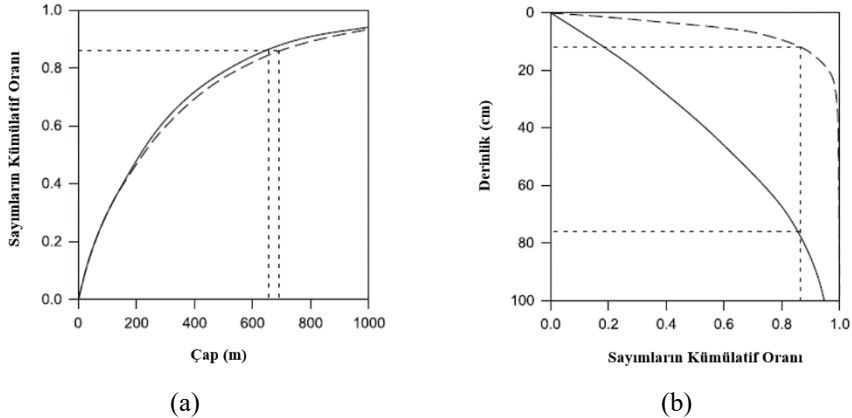 1.0
0.8
0.6
0.4
0.2
0.0
Sayımların Kümülatif Oranı
0 200 400 600 800 1000
Çap (m)
(a)
0
20
40
60
80
100
Derinlik (cm)
0.0 0.2 0.4 0.6 0.8 1.0
Sayımların Kümülatif Oranı
(b)